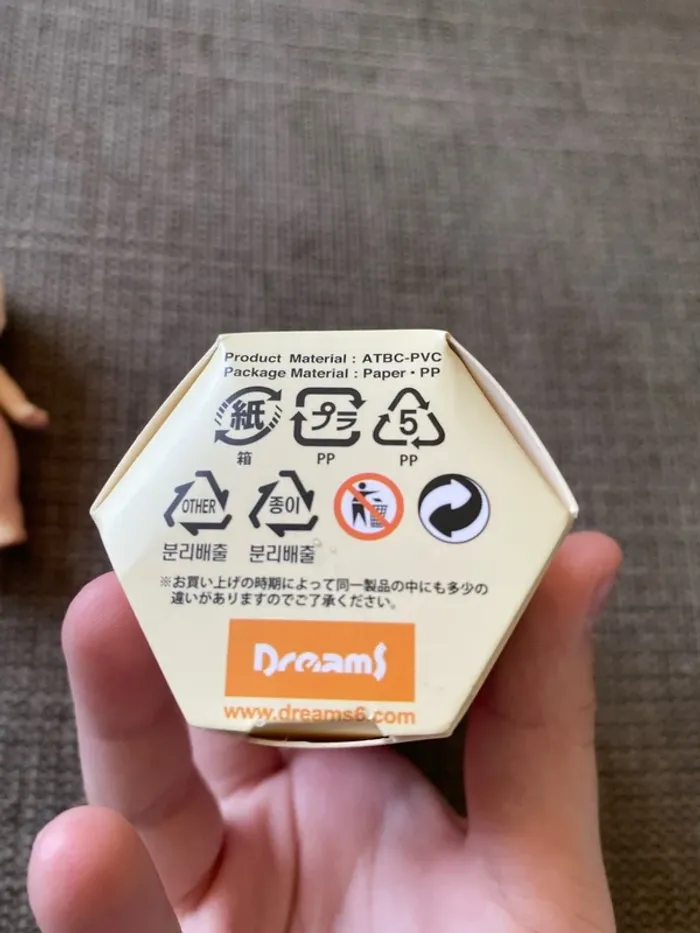 Product Material : ATBC-PVC
Package Material : Paper・PP
紙 プラ 5
箱 PP PP
OTHER 종이
분리배출 분리배출
※お買い上げの時期によって同一製品の中にも多少の
違いがありますのでご了承ください。
Dreams
www.dreams6.com